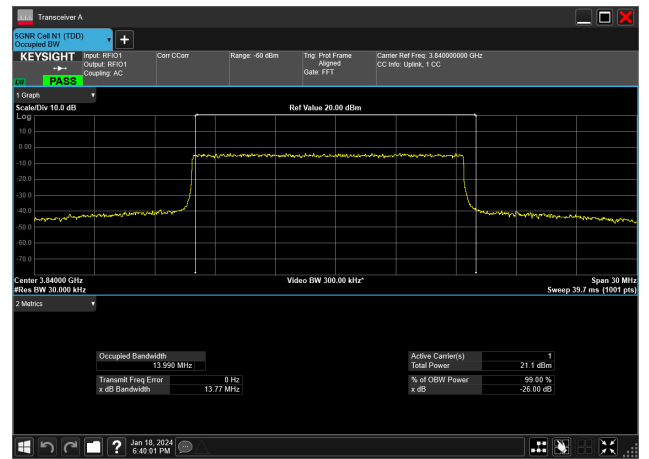 Transceiver A
5GNR Cell N1 (TDD)
Occupied BW
KEYSIGHT
LW PASS
Input: RFIO1
Output: RFIO1
Coupling: AC
Corr CCorr
Range: -60 dBm
Trig: Prot Frame
Aligned
Gate: FFT
Carrier Ref Freq: 3.840000000 GHz
CC Info: Uplink, 1 CC
1 Graph
Scale/Div 10.0 dB
Ref Value 20.00 dBm
Log
10.0
0.00
-10.0
-20.0
-30.0
-40.0
-50.0
-60.0
-70.0
Center 3.84000 GHz
Video BW 300.00 kHz*
Span 30 MHz
#Res BW 30.000 kHz
Sweep 39.7 ms (1001 pts)
2 Metrics
Occupied Bandwidth
13.990 MHz
Active Carrier(s) 1
Total Power 21.1 dBm
Transmit Freq Error 0 Hz
x dB Bandwidth 13.77 MHz
% of OBW Power 99.00 %
x dB -26.00 dB
Jan 18, 2024
6:40:01 PM